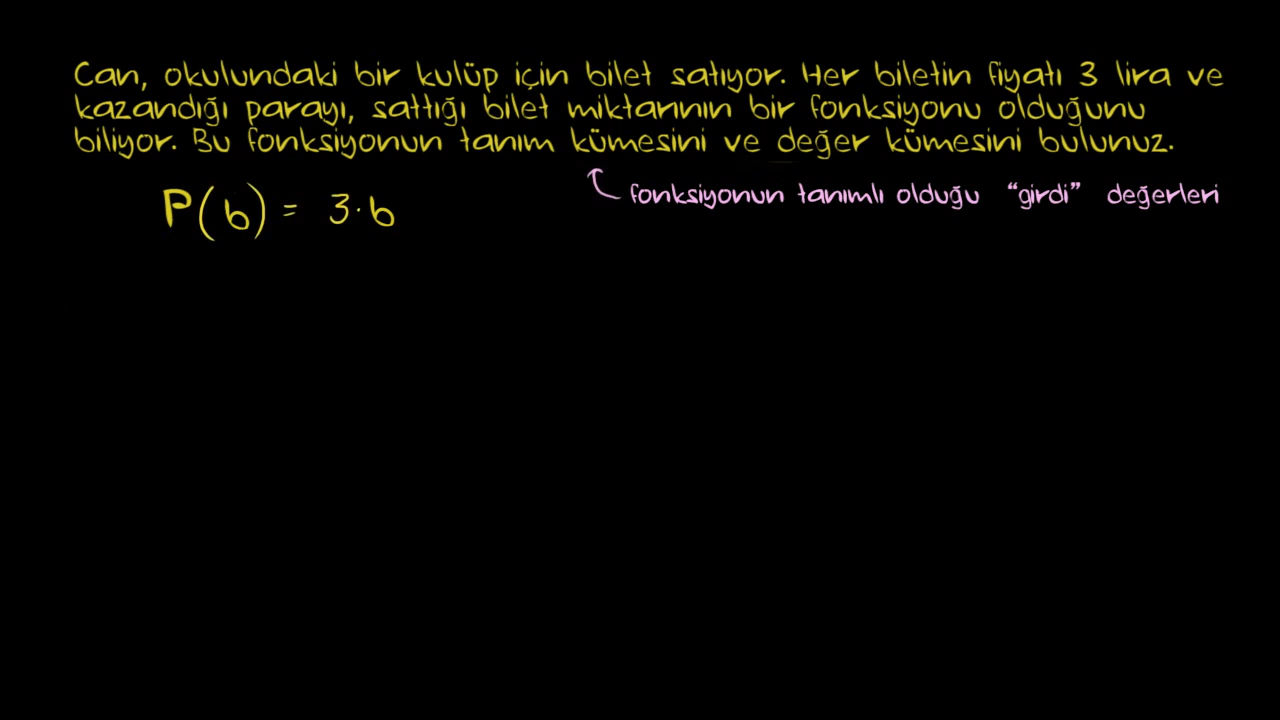 Can, okulundaki bir kulüp için bilet satıyor. Her biletin fiyatı 3 lira ve
kazandığı parayı, sattığı bilet miktarının bir fonksiyonu olduğunu
biliyor. Bu fonksiyonun tanım kümesini ve değer kümesini bulunuz.
fonksiyonun tanımlı olduğu "girdi" değerleri
P(b) = 3·b